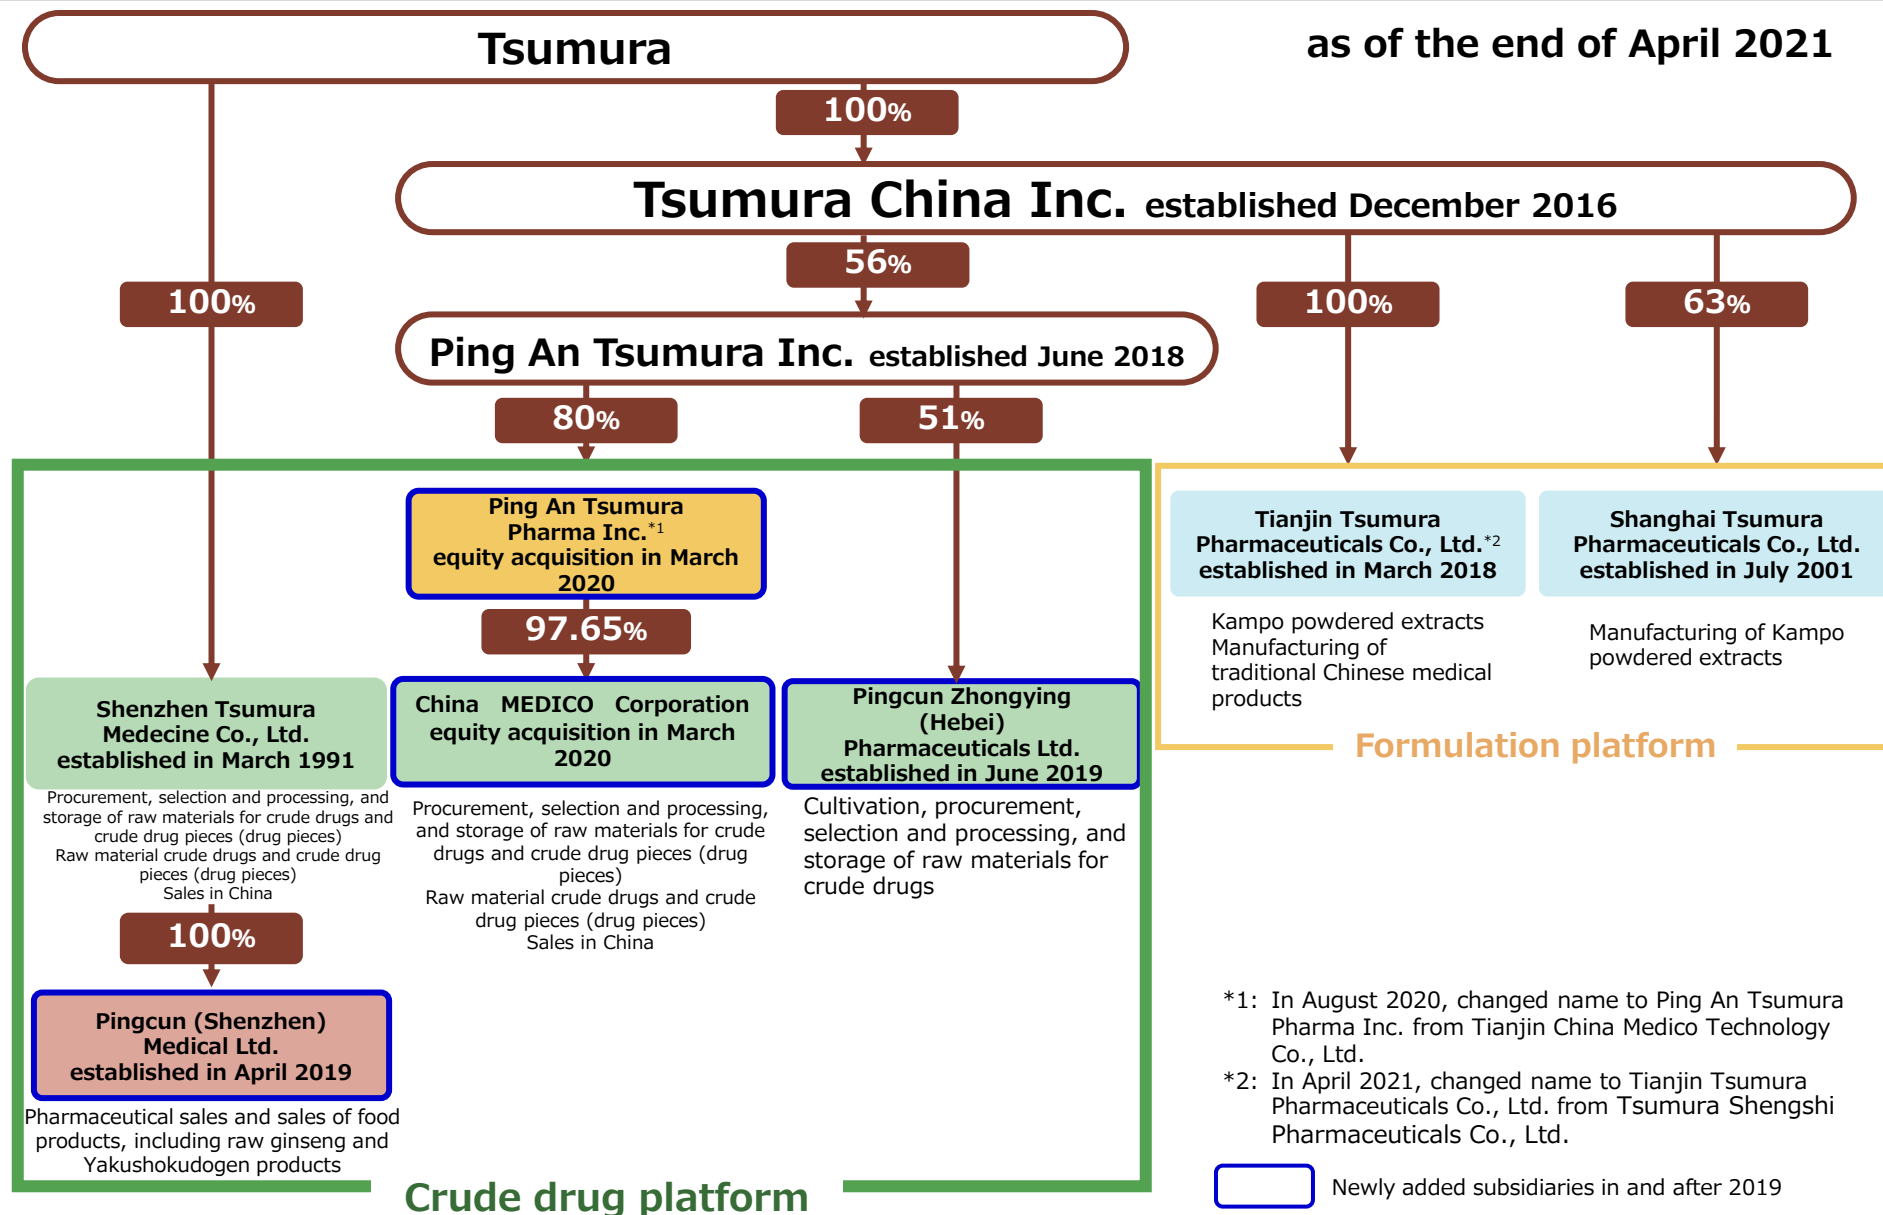 Tsumura
as of the end of April 2021
100%
Tsumura China Inc. established December 2016
56%
100%
100%
63%
Ping An Tsumura Inc. established June 2018
80%
51%
Ping An Tsumura
Pharma Inc.*1
equity acquisition in March
2020
97.65%
Tianjin Tsumura
Pharmaceuticals Co., Ltd.*2
established in March 2018
Shanghai Tsumura
Pharmaceuticals Co., Ltd.
established in July 2001
Kampo powdered extracts
Manufacturing of
traditional Chinese medical
products
Manufacturing of Kampo
powdered extracts
Formulation platform
Shenzhen Tsumura
Medecine Co., Ltd.
established in March 1991
China MEDICO Corporation
equity acquisition in March
2020
Pingcun Zhongying
(Hebei)
Pharmaceuticals Ltd.
established in June 2019
Procurement, selection and processing, and
storage of raw materials for crude drugs and
crude drug pieces (drug pieces)
Raw material crude drugs and crude drug
pieces (drug pieces)
Sales in China
Procurement, selection and processing,
and storage of raw materials for crude
drugs and crude drug pieces (drug
pieces)
Raw material crude drugs and crude
drug pieces (drug pieces)
Sales in China
Cultivation, procurement,
selection and processing, and
storage of raw materials for
crude drugs
100%
Pingcun (Shenzhen)
Medical Ltd.
established in April 2019
Pharmaceutical sales and sales of food
products, including raw ginseng and
Yakushokudogen products
Crude drug platform
*1: In August 2020, changed name to Ping An Tsumura
Pharma Inc. from Tianjin China Medico Technology
Co., Ltd.
*2: In April 2021, changed name to Tianjin Tsumura
Pharmaceuticals Co., Ltd. from Tsumura Shengshi
Pharmaceuticals Co., Ltd.
Newly added subsidiaries in and after 2019